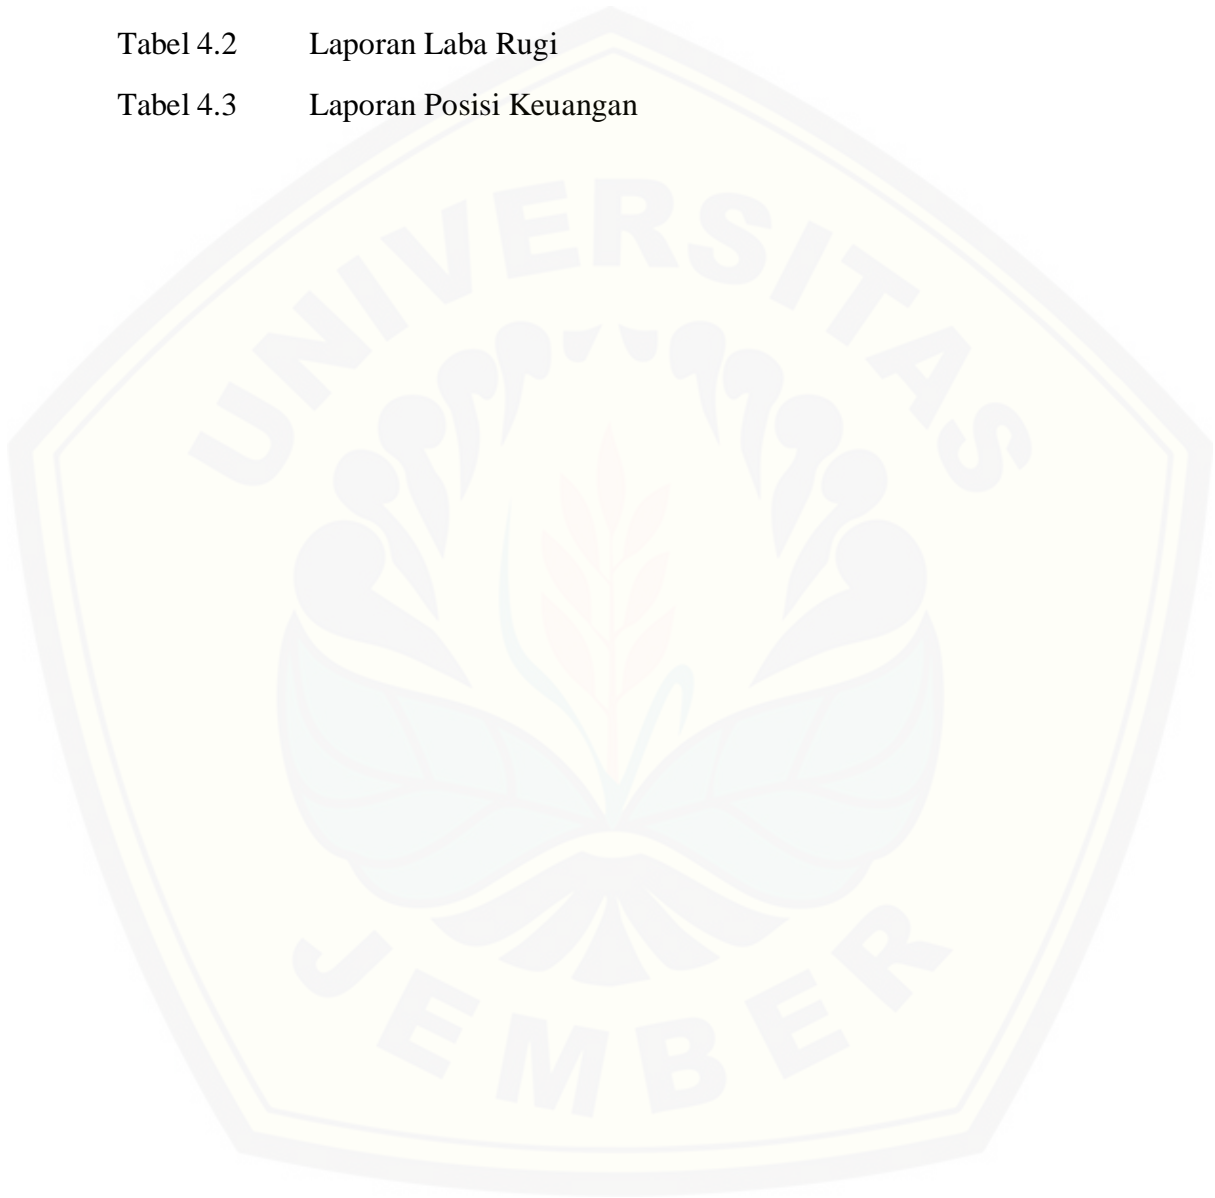 Tabel 4.2 Laporan Laba Rugi
Tabel 4.3 Laporan Posisi Keuangan
UNIVERSITAS
JEMBER